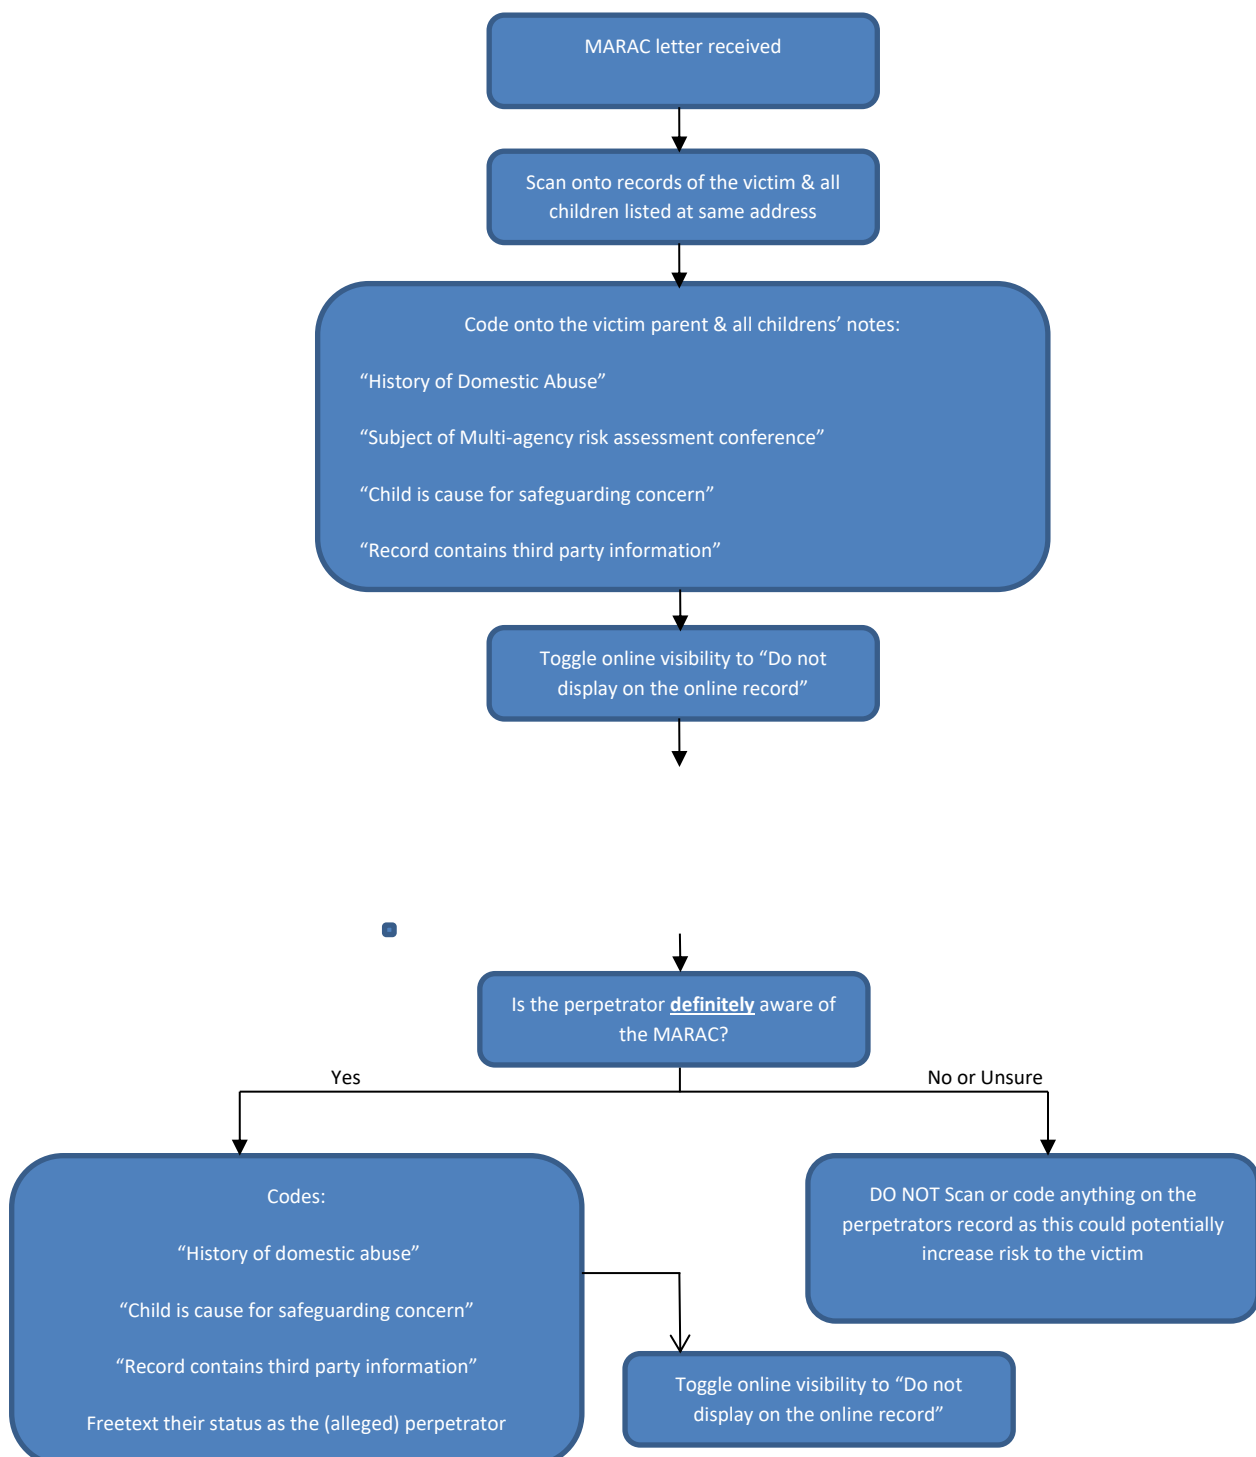 MARAC letter received
Scan onto records of the victim & all
children listed at same address
Code onto the victim parent & all childrens’ notes:
“History of Domestic Abuse”
“Subject of Multi-agency risk assessment conference”
“Child is cause for safeguarding concern”
“Record contains third party information”
Toggle online visibility to “Do not
display on the online record”
Is the perpetrator definitely aware of
the MARAC?
Yes
No or Unsure
Codes:
“History of domestic abuse”
“Child is cause for safeguarding concern”
“Record contains third party information”
Freetext their status as the (alleged) perpetrator
DO NOT Scan or code anything on the
perpetrators record as this could potentially
increase risk to the victim
Toggle online visibility to “Do not
display on the online record”